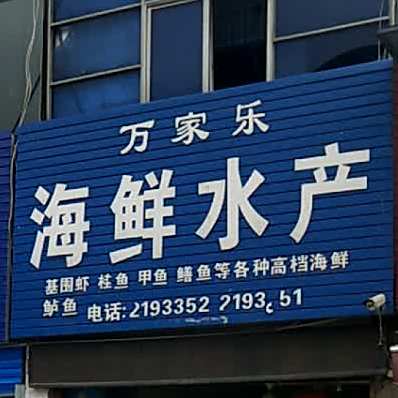 万家乐
海鲜水产
基围虾 桂鱼 甲鱼 鳝鱼等各种高档海鲜
鲈鱼 电话:2193352